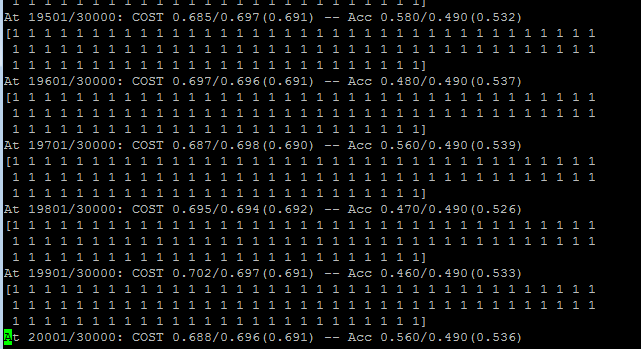 At 19501/30000: COST 0.685/0.697(0.691) -- Acc 0.580/0.490(0.532)
[1 1 1 1 1 1 1 1 1 1 1 1 1 1 1 1 1 1 1 1 1 1 1 1 1 1 1 1 1 1 1 1 1 1 1 1 1
1 1 1 1 1 1 1 1 1 1 1 1 1 1 1 1 1 1 1 1 1 1 1 1 1 1 1 1 1 1 1 1 1 1 1 1 1
1 1 1 1 1 1 1 1 1 1 1 1 1 1 1 1 1 1 1 1 1 1 1 1 1 1]
At 19601/30000: COST 0.697/0.696(0.691) -- Acc 0.480/0.490(0.537)
[1 1 1 1 1 1 1 1 1 1 1 1 1 1 1 1 1 1 1 1 1 1 1 1 1 1 1 1 1 1 1 1 1 1 1 1 1
1 1 1 1 1 1 1 1 1 1 1 1 1 1 1 1 1 1 1 1 1 1 1 1 1 1 1 1 1 1 1 1 1 1 1 1 1
1 1 1 1 1 1 1 1 1 1 1 1 1 1 1 1 1 1 1 1 1 1 1 1 1 1]
At 19701/30000: COST 0.687/0.698(0.690) -- Acc 0.560/0.490(0.539)
[1 1 1 1 1 1 1 1 1 1 1 1 1 1 1 1 1 1 1 1 1 1 1 1 1 1 1 1 1 1 1 1 1 1 1 1 1
1 1 1 1 1 1 1 1 1 1 1 1 1 1 1 1 1 1 1 1 1 1 1 1 1 1 1 1 1 1 1 1 1 1 1 1 1
1 1 1 1 1 1 1 1 1 1 1 1 1 1 1 1 1 1 1 1 1 1 1 1 1 1]
At 19801/30000: COST 0.695/0.694(0.692) -- Acc 0.470/0.490(0.526)
[1 1 1 1 1 1 1 1 1 1 1 1 1 1 1 1 1 1 1 1 1 1 1 1 1 1 1 1 1 1 1 1 1 1 1 1 1
1 1 1 1 1 1 1 1 1 1 1 1 1 1 1 1 1 1 1 1 1 1 1 1 1 1 1 1 1 1 1 1 1 1 1 1 1
1 1 1 1 1 1 1 1 1 1 1 1 1 1 1 1 1 1 1 1 1 1 1 1 1 1]
At 19901/30000: COST 0.702/0.697(0.691) -- Acc 0.460/0.490(0.533)
[1 1 1 1 1 1 1 1 1 1 1 1 1 1 1 1 1 1 1 1 1 1 1 1 1 1 1 1 1 1 1 1 1 1 1 1 1
1 1 1 1 1 1 1 1 1 1 1 1 1 1 1 1 1 1 1 1 1 1 1 1 1 1 1 1 1 1 1 1 1 1 1 1 1
1 1 1 1 1 1 1 1 1 1 1 1 1 1 1 1 1 1 1 1 1 1 1 1 1 1]
At 20001/30000: COST 0.688/0.696(0.691) -- Acc 0.560/0.490(0.536)